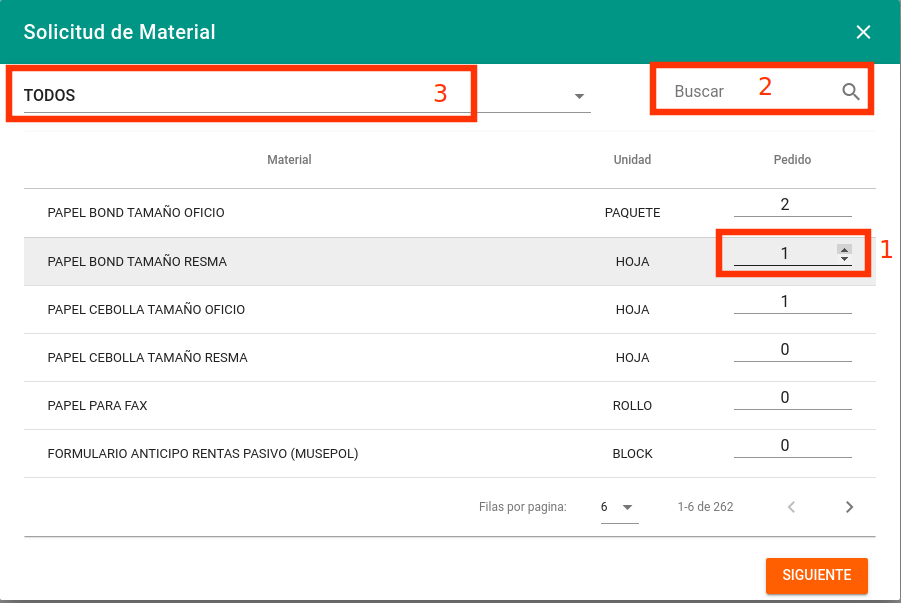 Solicitud de Material
TODOS 3
Buscar 2
Material Unidad Pedido
PAPEL BOND TAMAÑO OFICIO PAQUETE 2
PAPEL BOND TAMAÑO RESMA HOJA 1 1
PAPEL CEBOLLA TAMAÑO OFICIO HOJA 1
PAPEL CEBOLLA TAMAÑO RESMA HOJA 0
PAPEL PARA FAX ROLLO 0
FORMULARIO ANTICIPO RENTAS PASIVO (MUSEPOL) BLOCK 0
Filas por pagina: 6 1-6 de 262
SIGUIENTE